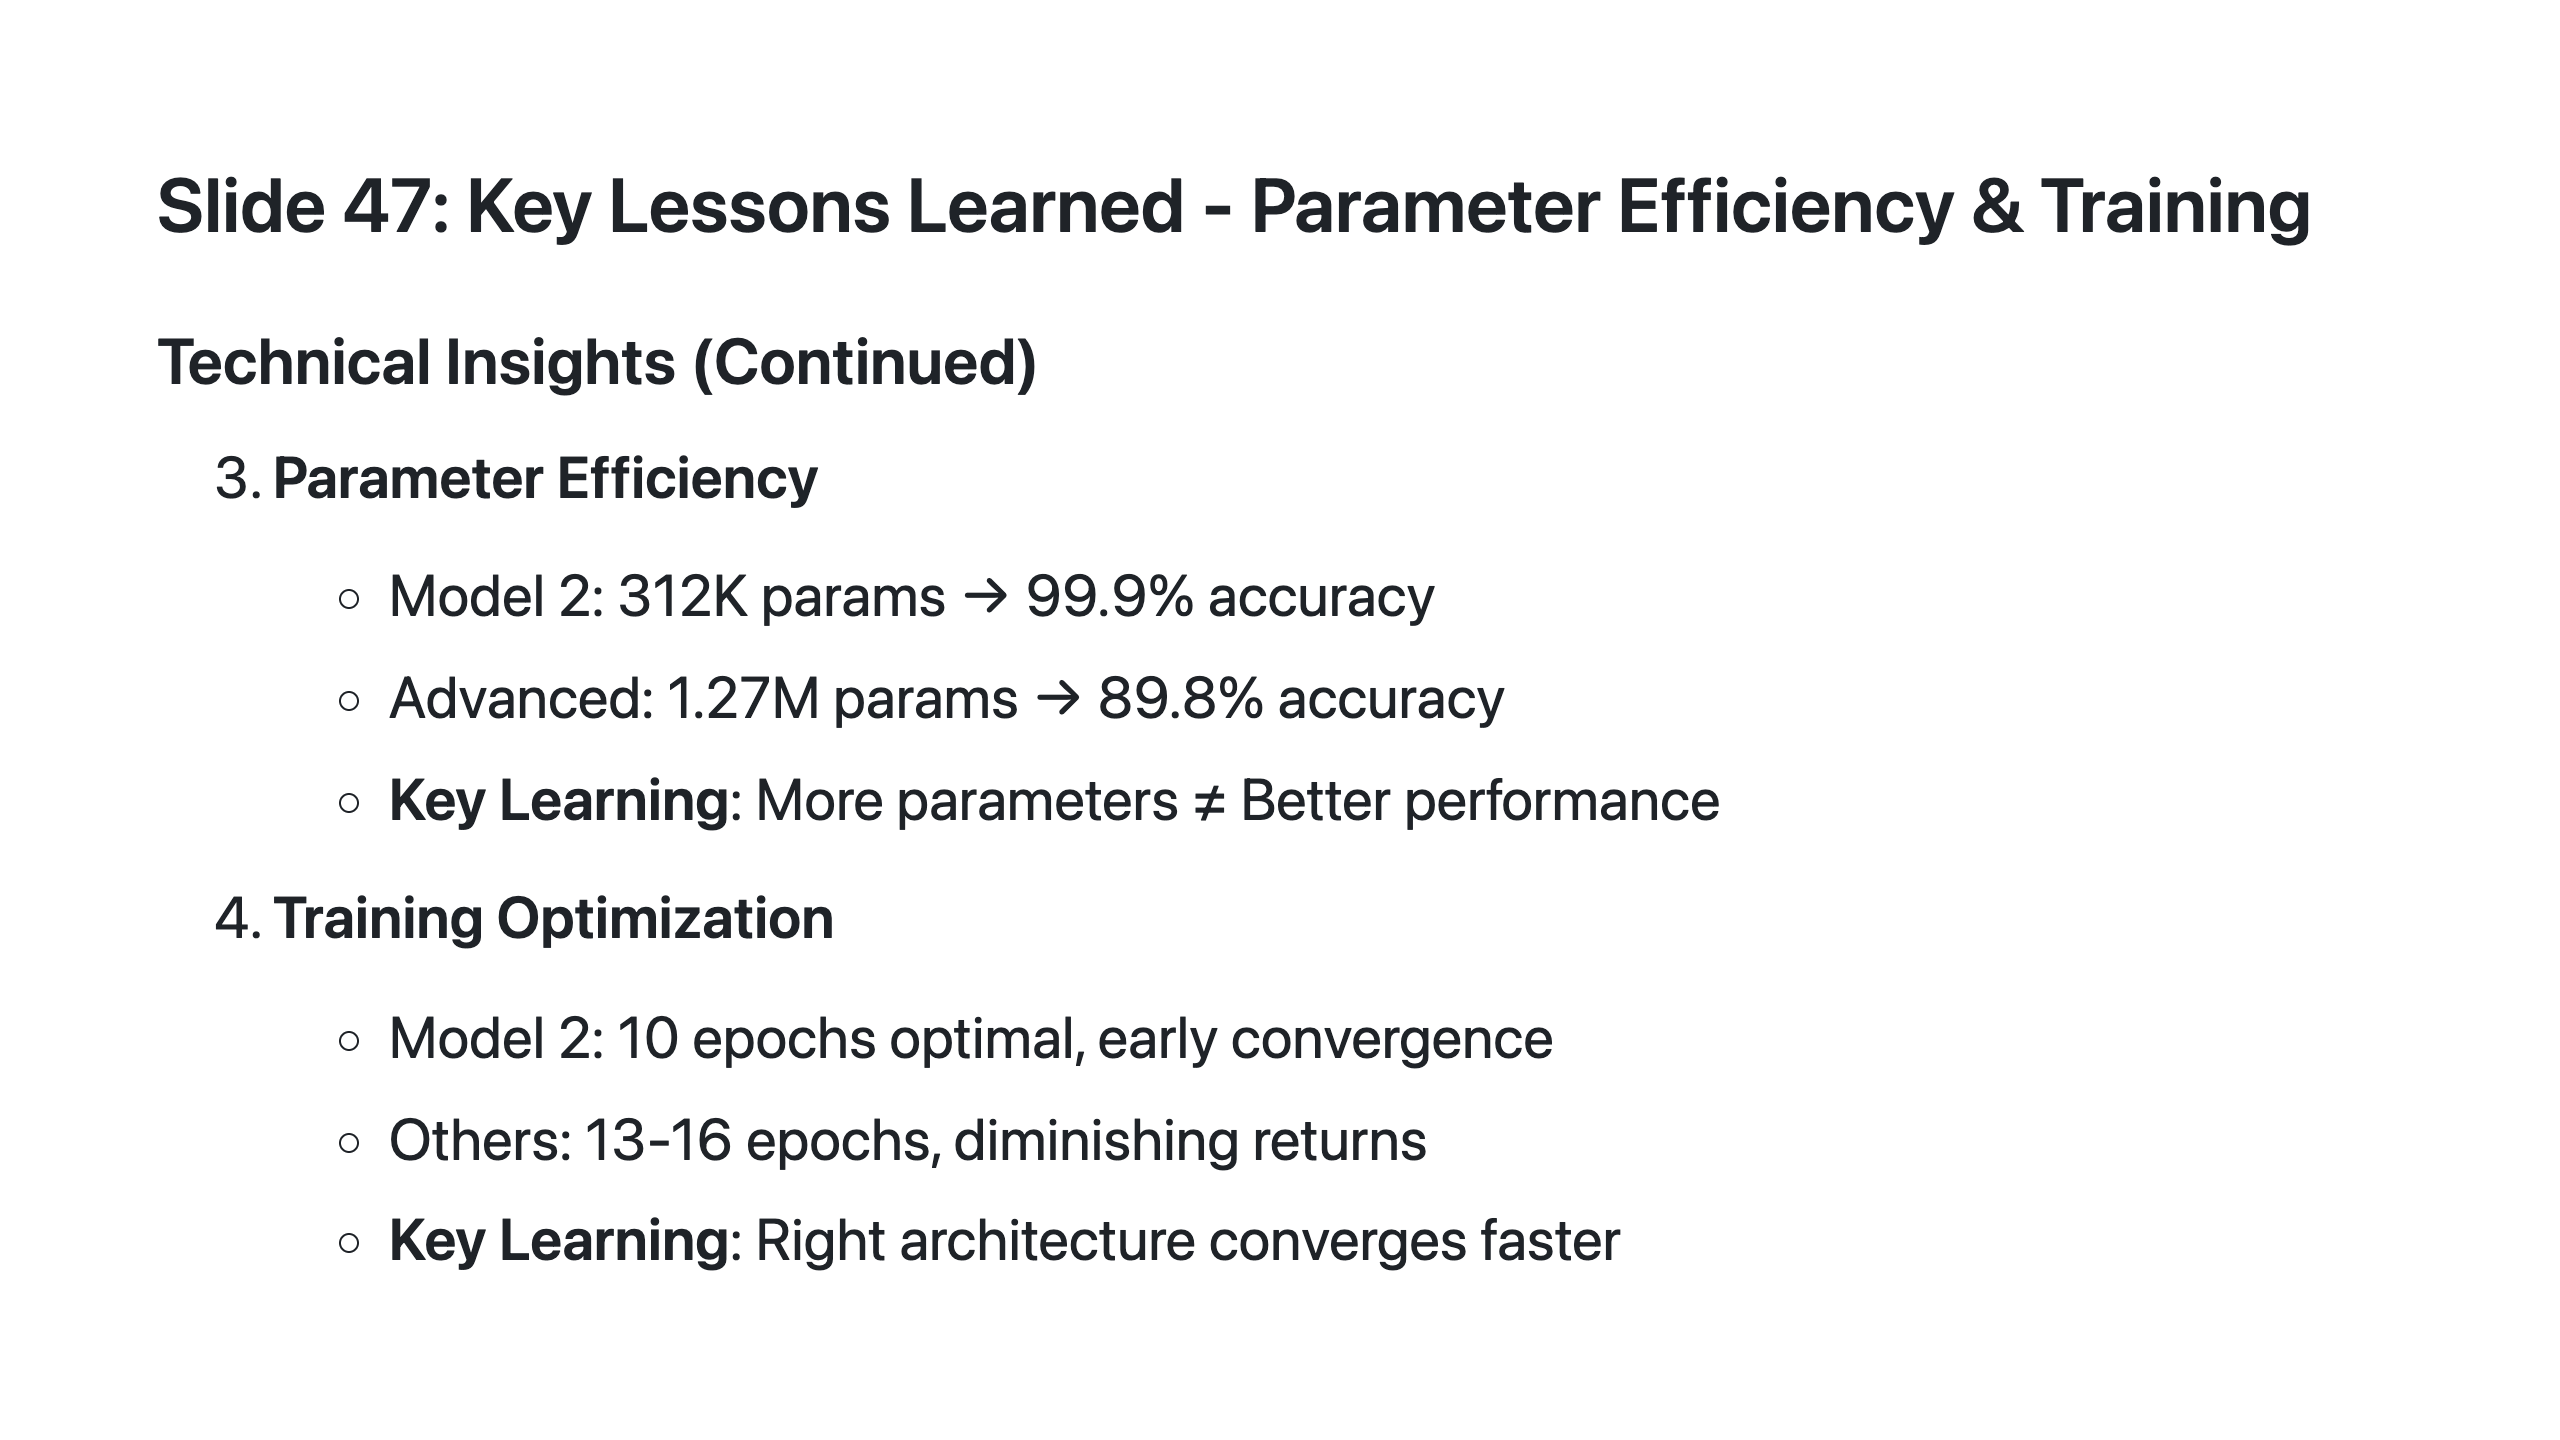 Slide 47: Key Lessons Learned - Parameter Efficiency & Training
Technical Insights (Continued)
3. Parameter Efficiency
○ Model 2: 312K params → 99.9% accuracy
○ Advanced: 1.27M params → 89.8% accuracy
○ Key Learning: More parameters ≠ Better performance
4. Training Optimization
○ Model 2: 10 epochs optimal, early convergence
○ Others: 13-16 epochs, diminishing returns
○ Key Learning: Right architecture converges faster